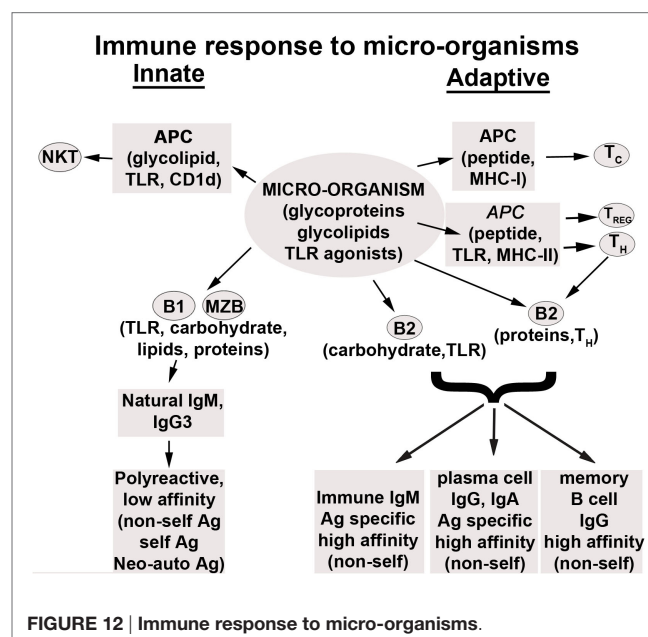 Immune response to micro-organisms
Innate
Adaptive
NKT
APC
(glycolipid,
TLR, CD1d)
MICRO-ORGANISM
(glycoproteins
glycolipids
TLR agonists)
APC
(peptide,
MHC-I)
TC
APC
(peptide,
TLR, MHC-II)
TREG
TH
B1
MZB
(TLR, carbohydrate,
lipids, proteins)
B2
(carbohydrate,TLR)
B2
(proteins,TH)
Natural IgM,
IgG3
Polyreactive,
low affinity
(non-self Ag
self Ag
Neo-auto Ag)
Immune IgM
Ag specific
high affinity
(non-self)
plasma cell
IgG, IgA
Ag specific
high affinity
(non-self)
memory
B cell
IgG
high affinity
(non-self)
FIGURE 12 | Immune response to micro-organisms.